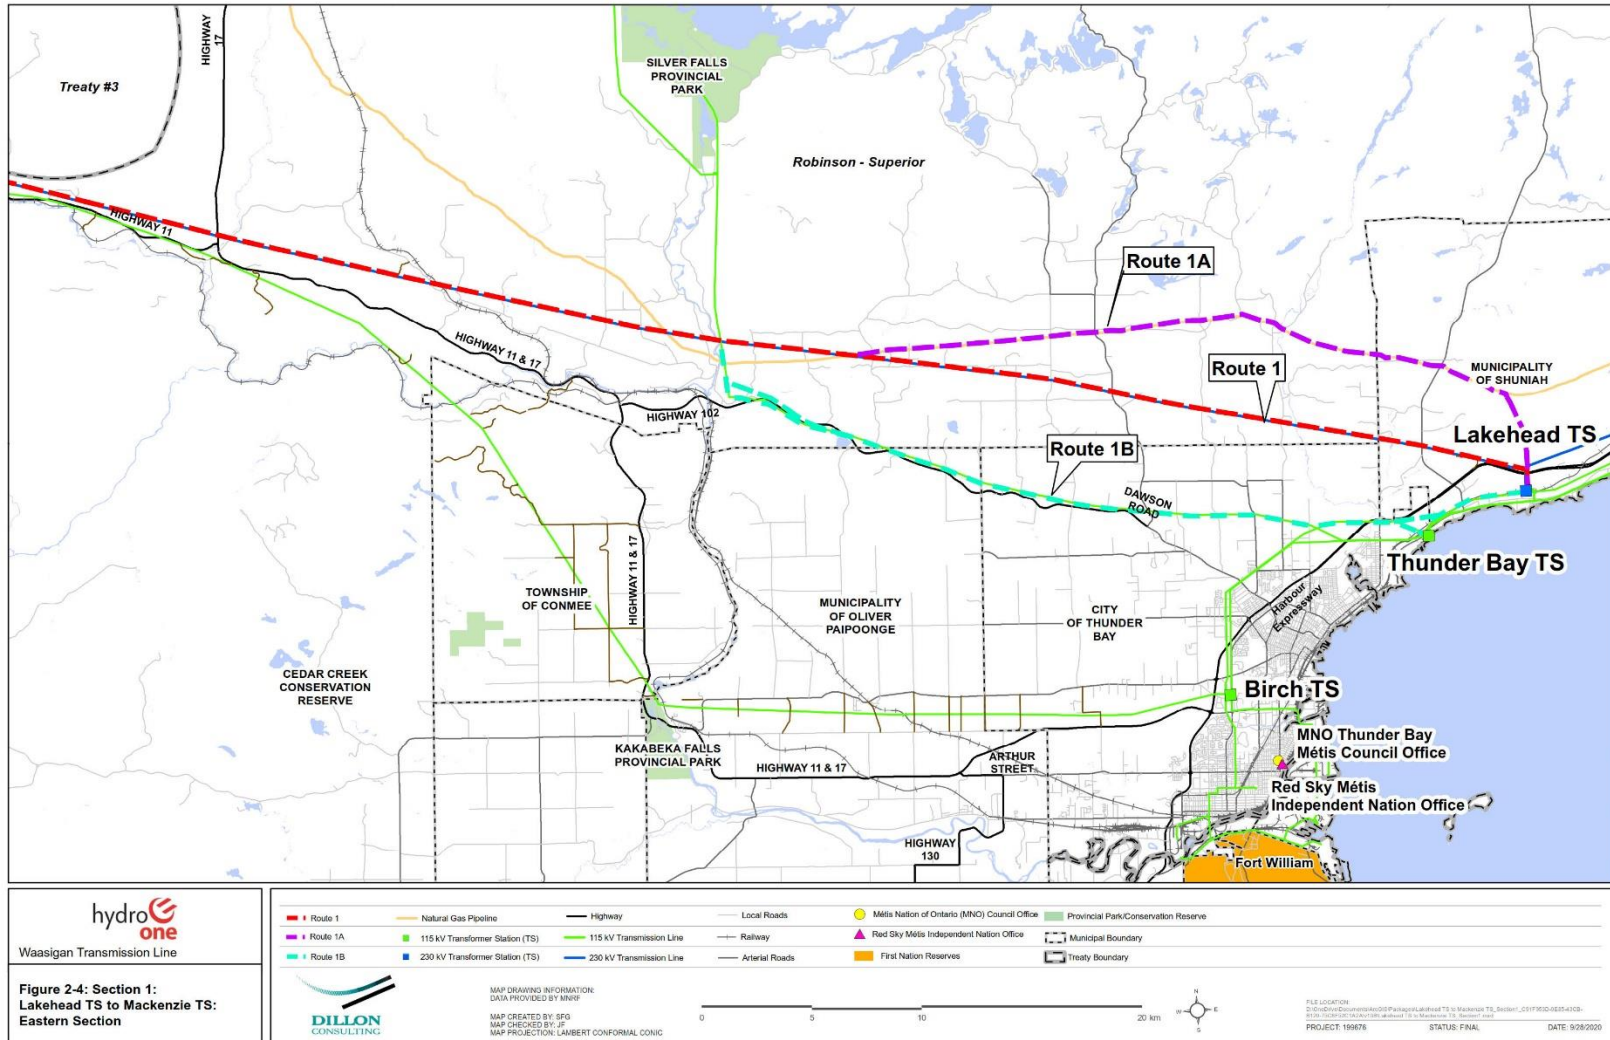 HIGHWAY
17
Treaty #3
SILVER FALLS
PROVINCIAL
PARK
Robinson - Superior
HIGHWAY 11
Route 1A
HIGHWAY 11 & 17
Route 1
MUNICIPALITY
OF SHUNIAH
HIGHWAY 102
Lakehead TS
Route 1B
DAWSON
ROAD
Thunder Bay TS
HIGHWAY 11 & 17
TOWNSHIP
OF CONMEE
MUNICIPALITY
OF OLIVER
PAIPOONGE
CITY
OF THUNDER
BAY
Harbour
Expressway
CEDAR CREEK
CONSERVATION
RESERVE
Birch TS
MNO Thunder Bay
Métis Council Office
KAKABEKA FALLS
PROVINCIAL PARK
HIGHWAY 11 & 17
ARTHUR
STREET
Red Sky Métis
Independent Nation Office
HIGHWAY
130
Fort William
hydro
one
Waasigan Transmission Line
Figure 2-4: Section 1:
Lakehead TS to Mackenzie TS:
Eastern Section
Route 1
Natural Gas Pipeline
Highway
Local Roads
Métis Nation of Ontario (MNO) Council Office
Provincial Park/Conservation Reserve
Route 1A
115 kV Transformer Station (TS)
115 kV Transmission Line
Railway
Red Sky Métis Independent Nation Office
Municipal Boundary
Route 1B
230 kV Transformer Station (TS)
230 kV Transmission Line
Arterial Roads
First Nation Reserves
Treaty Boundary
DILLON
CONSULTING
MAP DRAWING INFORMATION:
DATA PROVIDED BY MNRF
MAP CREATED BY: SFG
MAP CHECKED BY: JF
MAP PROJECTION: LAMBERT CONFORMAL CONIC
0 5 10 20 km
N
W E
S
FILE LOCATION:
PROJECT: 199676 STATUS: FINAL DATE: 9/28/2020